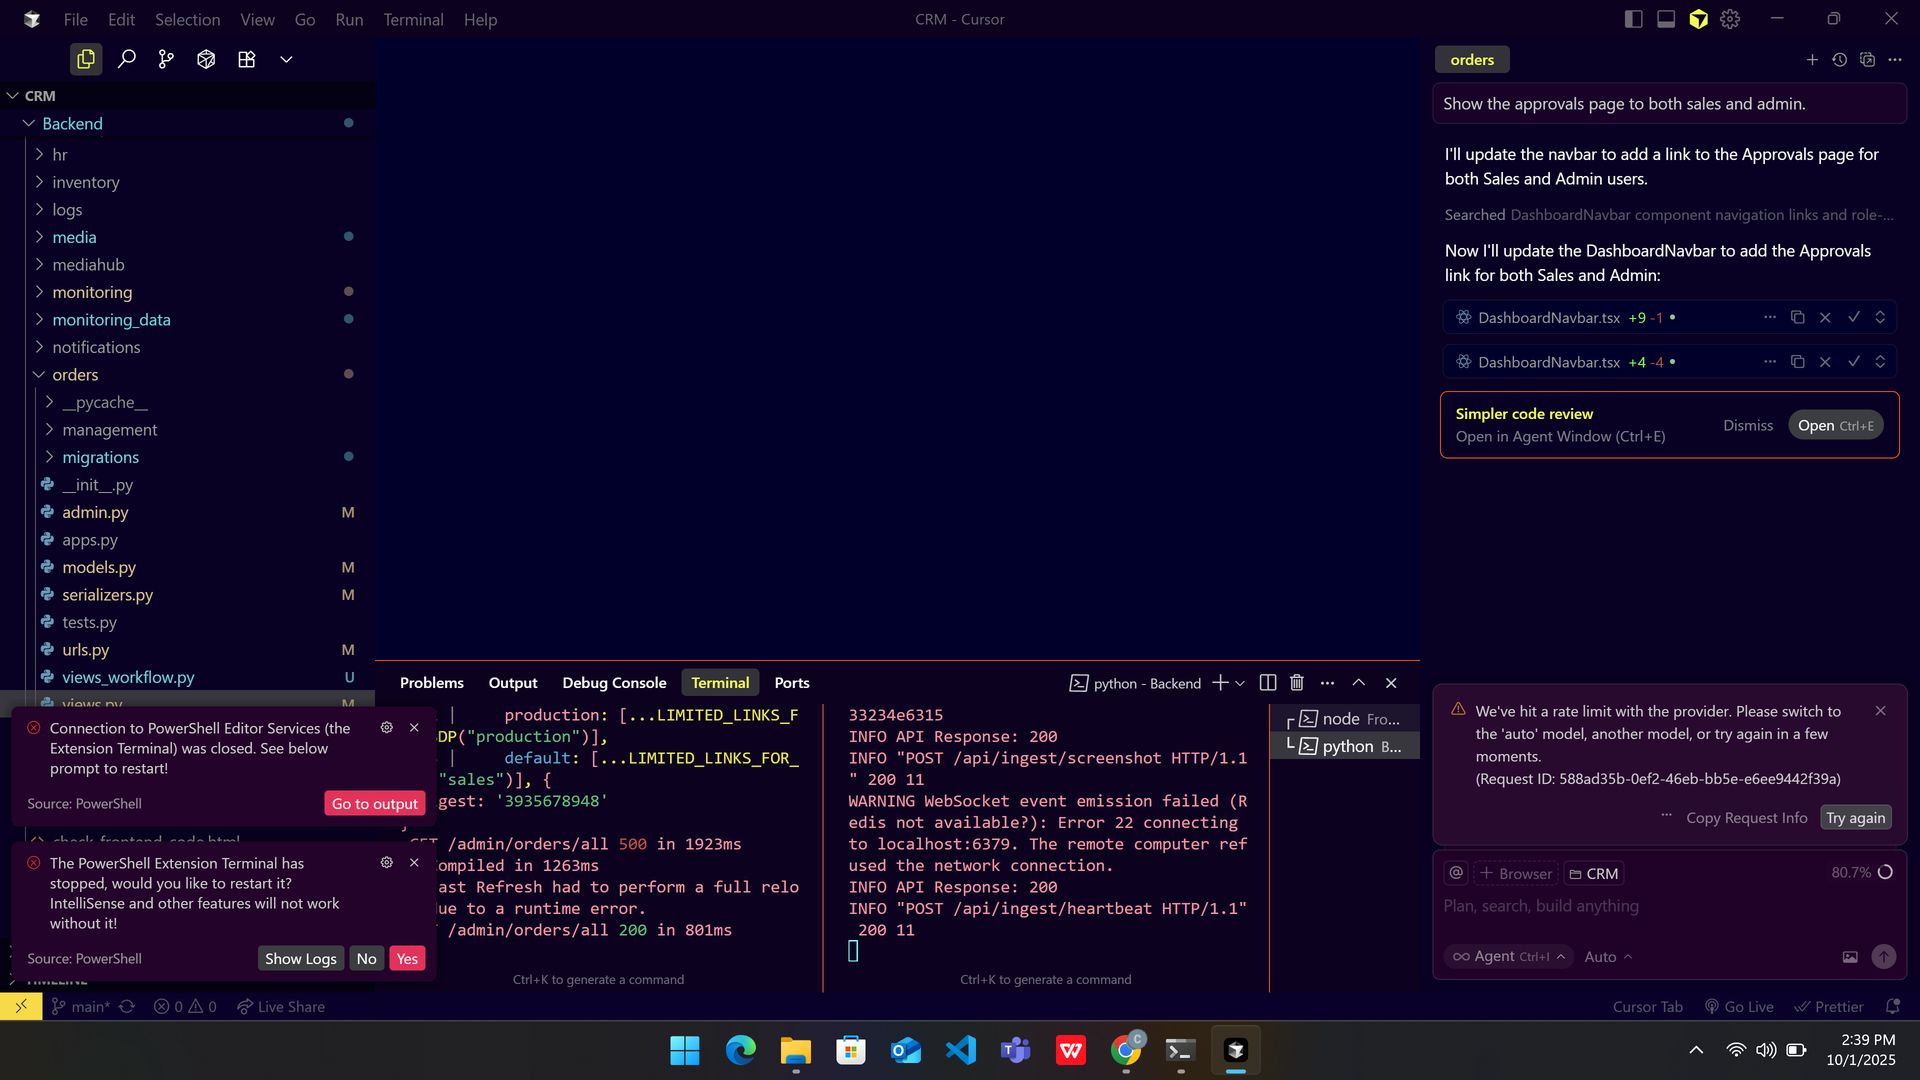 File Edit Selection View Go Run Terminal Help
CRM - Cursor
CRM
Backend
hr
inventory
logs
media
mediahub
monitoring
monitoring_data
notifications
orders
__pycache__
management
migrations
__init__.py
admin.py M
apps.py
models.py M
serializers.py M
tests.py
urls.py M
views_workflow.py U
views.py M
Connection to PowerShell Editor Services (the
Extension Terminal) was closed. See below
prompt to restart!
Source: PowerShell
Go to output
check_frontend_code.html
The PowerShell Extension Terminal has
stopped, would you like to restart it?
IntelliSense and other features will not work
without it!
Source: PowerShell
Show Logs No Yes
TIMELINE
Problems Output Debug Console Terminal Ports
python - Backend
production: [...LIMITED_LINKS_F
DP("production")],
default: [...LIMITED_LINKS_FOR_
"sales")], {
gest: '3935678948'
/admin/orders/all 500 in 1923ms
ompiled in 1263ms
ast Refresh had to perform a full relo
ue to a runtime error.
/admin/orders/all 200 in 801ms
Ctrl+K to generate a command
33234e6315
INFO API Response: 200
INFO "POST /api/ingest/screenshot HTTP/1.1
" 200 11
WARNING WebSocket event emission failed (R
edis not available?): Error 22 connecting
to localhost:6379. The remote computer ref
used the network connection.
INFO API Response: 200
INFO "POST /api/ingest/heartbeat HTTP/1.1"
200 11
Ctrl+K to generate a command
node Fro...
python B...
orders
Show the approvals page to both sales and admin.
I'll update the navbar to add a link to the Approvals page for
both Sales and Admin users.
Searched DashboardNavbar component navigation links and role-...
Now I'll update the DashboardNavbar to add the Approvals
link for both Sales and Admin:
DashboardNavbar.tsx +9 -1
DashboardNavbar.tsx +4 -4
Simpler code review
Open in Agent Window (Ctrl+E)
Dismiss
Open Ctrl+E
We've hit a rate limit with the provider. Please switch to
the 'auto' model, another model, or try again in a few
moments.
(Request ID: 588ad35b-0ef2-46eb-bb5e-e6ee9442f39a)
Copy Request Info Try again
@ Browser CRM 80.7%
Plan, search, build anything
Agent Ctrl+I Auto
main* 0 0 Live Share
Cursor Tab Go Live Prettier
2:39 PM
10/1/2025